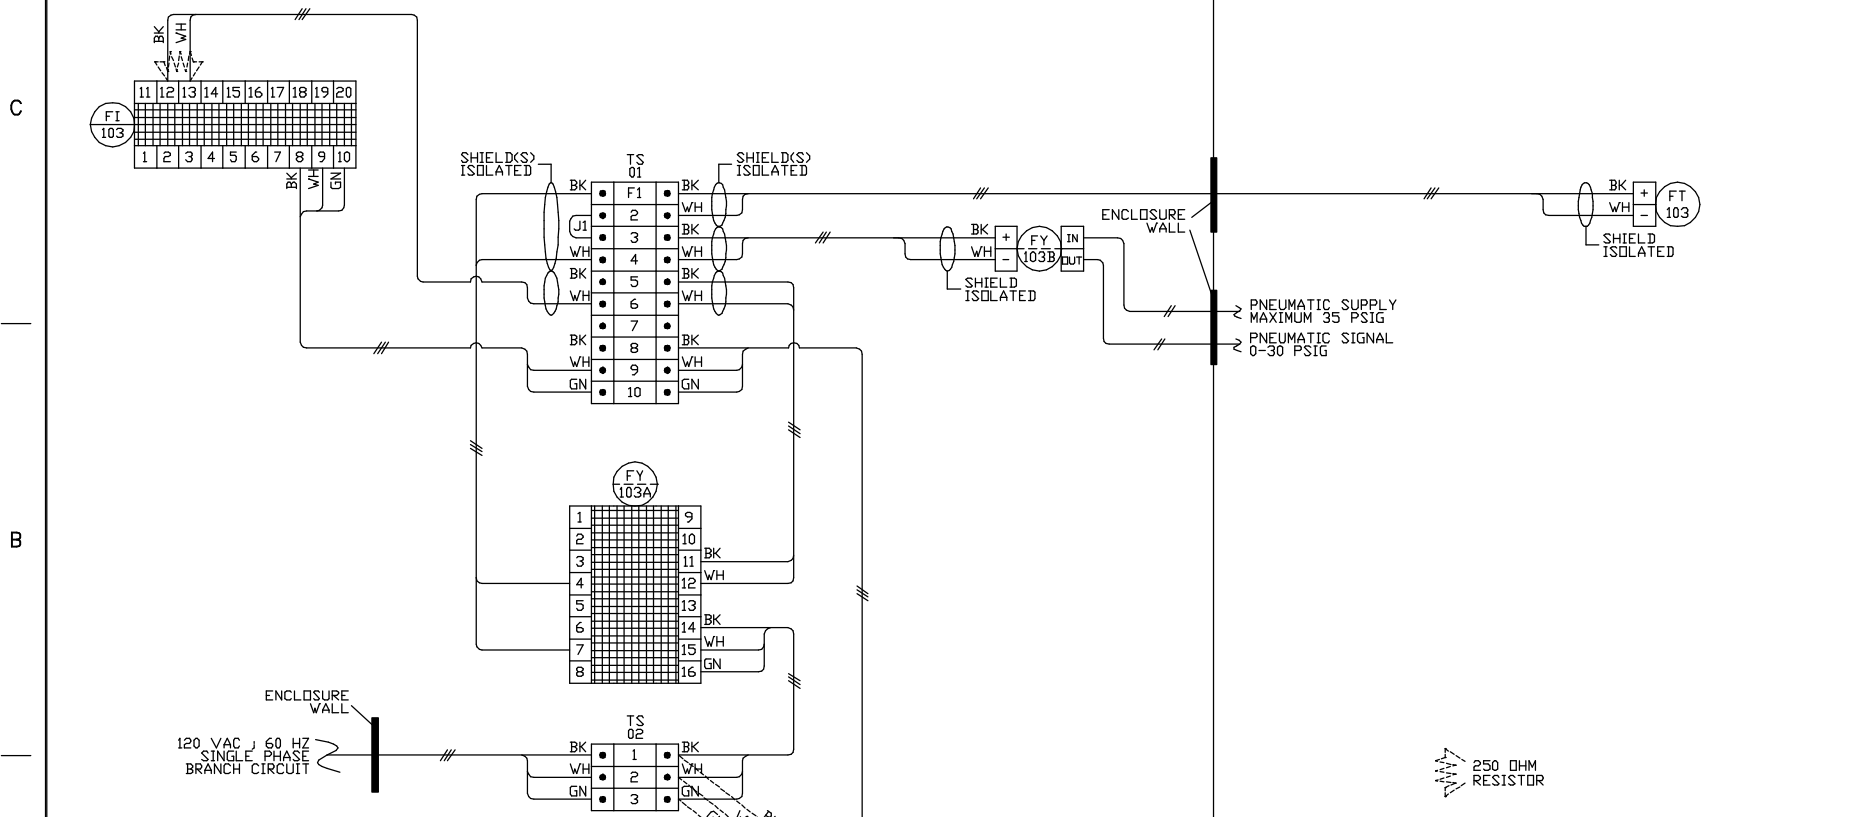 C
B
BK
WH
11 12 13 14 15 16 17 18 19 20
FI
103
1 2 3 4 5 6 7 8 9 10
BK
WH
GN
SHIELD(S)
ISOLATED
TS
01
SHIELD(S)
ISOLATED
BK F1 BK
2 WH
J1
3 BK
WH 4 WH
BK 5 BK
WH 6 WH
7
BK 8 BK
WH 9 WH
GN 10 GN
BK +
WH -
FY
103B
IN
OUT
SHIELD
ISOLATED
ENCLOSURE
WALL
BK +
WH -
FT
103
SHIELD
ISOLATED
PNEUMATIC SUPPLY
MAXIMUM 35 PSIG
PNEUMATIC SIGNAL
0-30 PSIG
FY
103A
1 9
2 10
3 11 BK
4 12 WH
5 13
6 14 BK
7 15 WH
8 16 GN
ENCLOSURE
WALL
120 VAC ; 60 HZ
SINGLE PHASE
BRANCH CIRCUIT
TS
02
BK 1 BK
WH 2 WH
GN 3 GN
250 OHM
RESISTOR